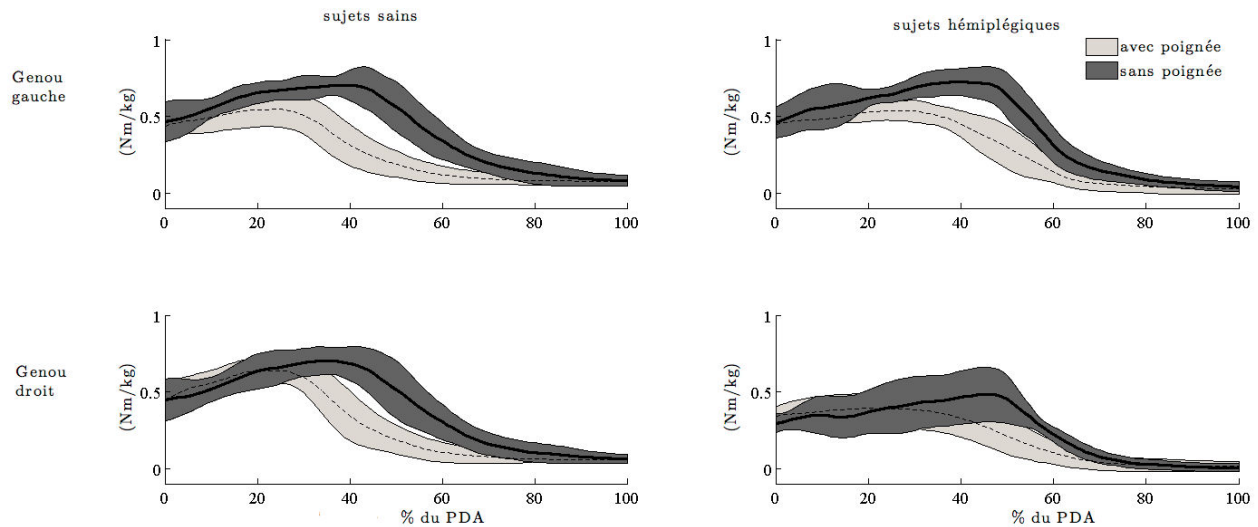 sujets sains
sujets hémiplégiques
avec poignée
sans poignée
Genou
gauche
(Nm/kg)
1
0.5
0
0 20 40 60 80 100
(Nm/kg)
1
0.5
0
0 20 40 60 80 100
Genou
droit
(Nm/kg)
1
0.5
0
0 20 40 60 80 100
% du PDA
(Nm/kg)
1
0.5
0
0 20 40 60 80 100
% du PDA